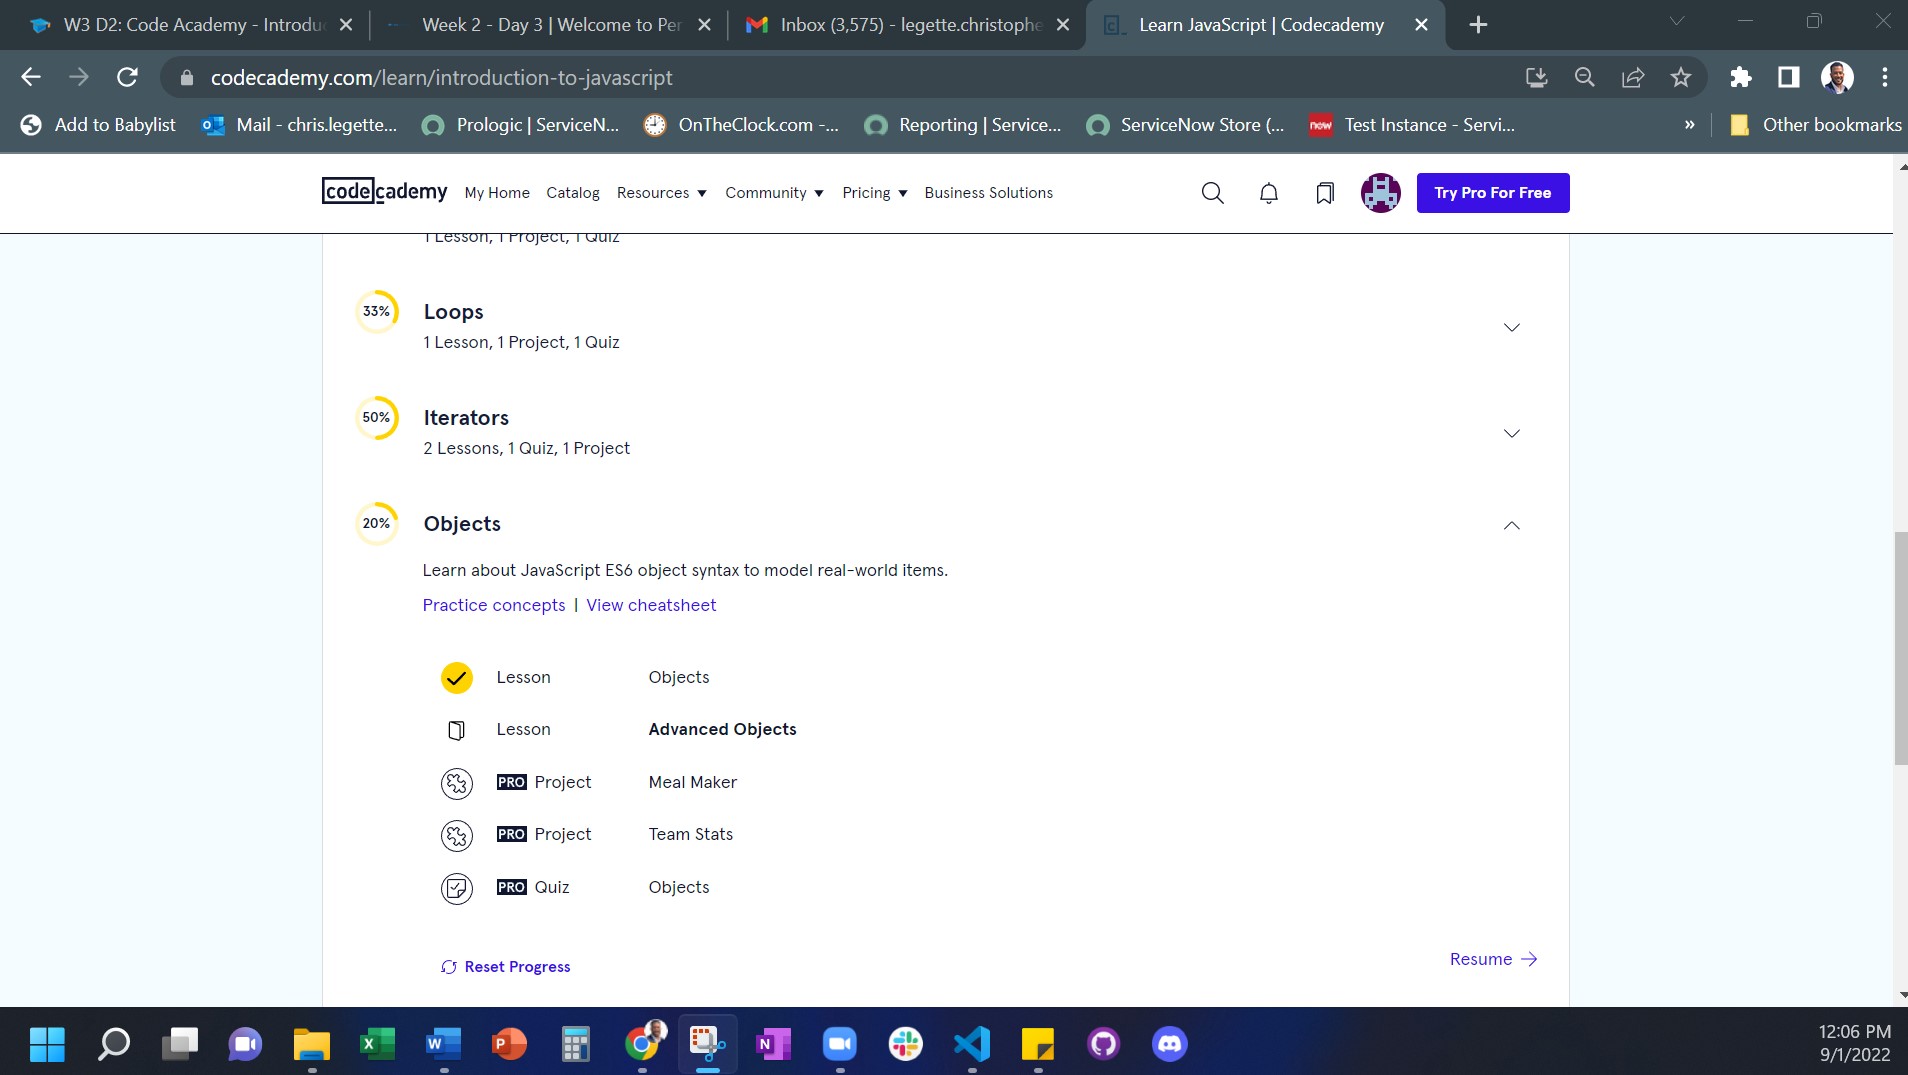 W3 D2: Code Academy - Introdu
Week 2 - Day 3 | Welcome to Per
Inbox (3,575) - legette.christophe
Learn JavaScript | Codecademy
codecademy.com/learn/introduction-to-javascript
Add to Babylist
Mail - chris.legette...
Prologic | ServiceN...
OnTheClock.com -...
Reporting | Service...
ServiceNow Store (...
now
Test Instance - Servi...
»
Other bookmarks
codecademy
My Home
Catalog
Resources
Community
Pricing
Business Solutions
Try Pro For Free
1 Lesson, 1 Project, 1 Quiz
33%
Loops
1 Lesson, 1 Project, 1 Quiz
50%
Iterators
2 Lessons, 1 Quiz, 1 Project
20%
Objects
Learn about JavaScript ES6 object syntax to model real-world items.
Practice concepts | View cheatsheet
Lesson Objects
Lesson Advanced Objects
PRO Project Meal Maker
PRO Project Team Stats
PRO Quiz Objects
Reset Progress
Resume
12:06 PM
9/1/2022